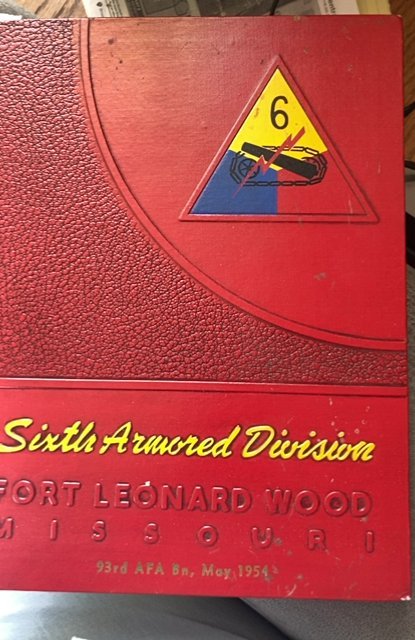 6
Sixth Armored Division
FORT LEONARD WOOD
MISSOURI
93rd AFA Bn, May 1954